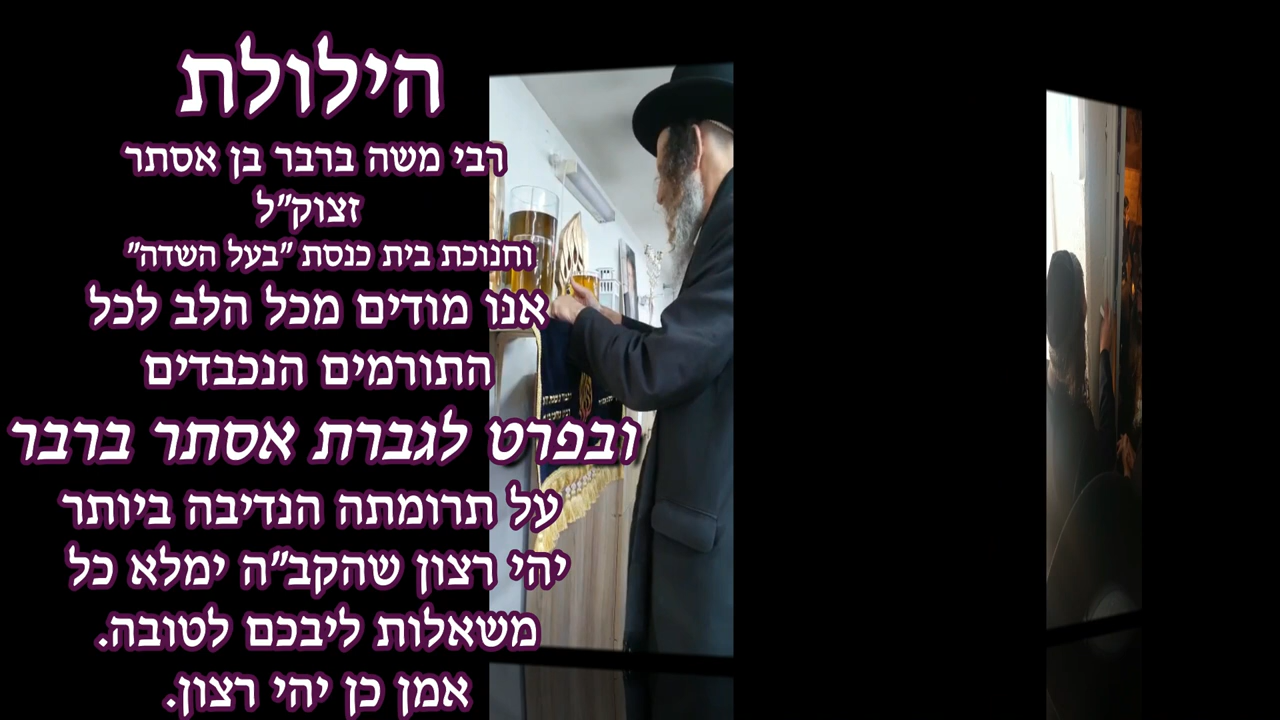 הילולת
רבי משה ברבר בן אסתר
זצוק"ל
וחנוכת בית כנסת "בעל השדה"
אנו מודים מכל הלב לכל
התורמים הנכבדים
ובפרט לגברת אסתר ברבר
על תרומתה הנדיבה ביותר
יהי רצון שהקב"ה ימלא כל
משאלות ליבכם לטובה.
אמן כן יהי רצון.